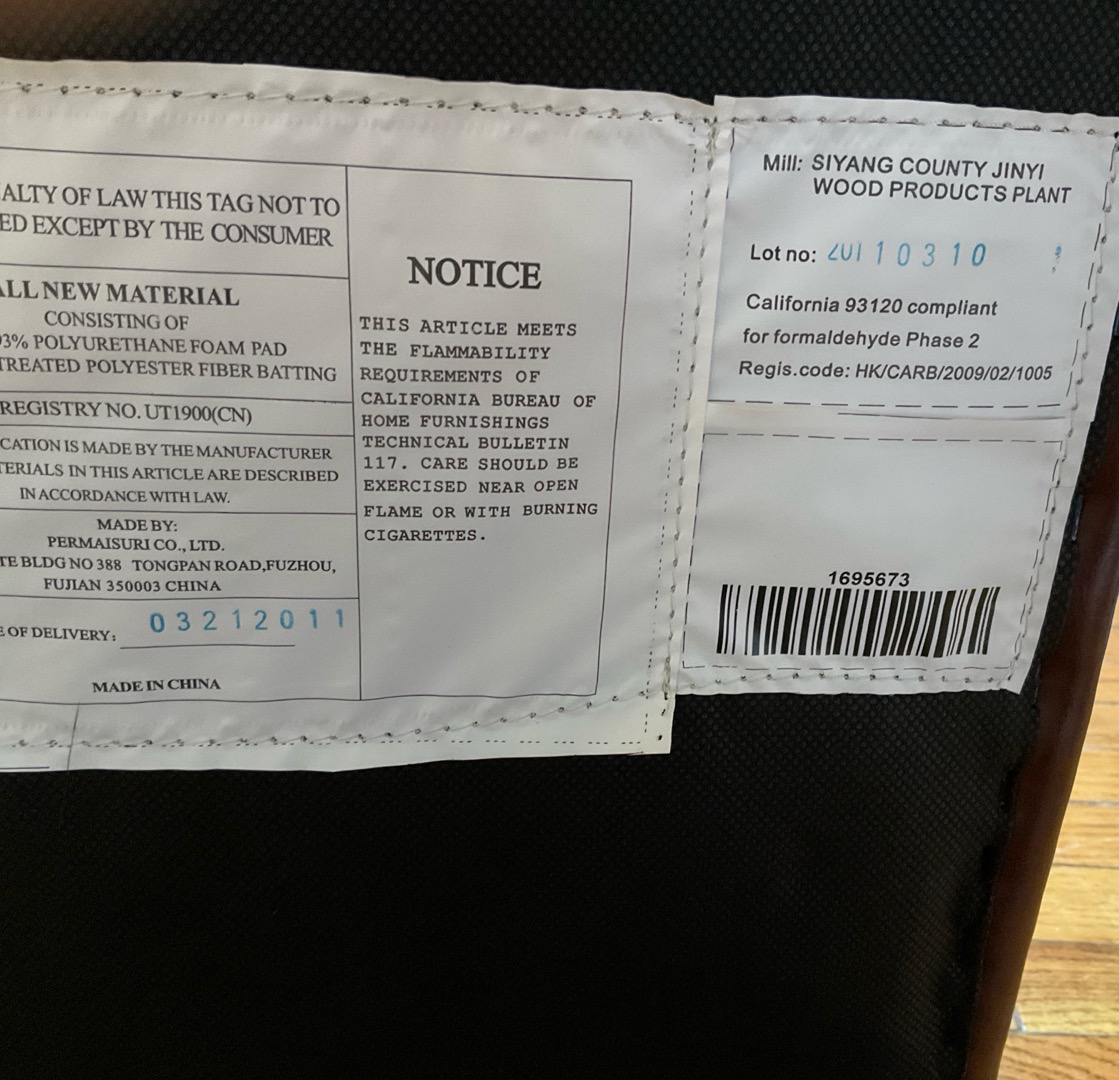 ALTY OF LAW THIS TAG NOT TO
ED EXCEPT BY THE CONSUMER
ALL NEW MATERIAL
CONSISTING OF
93% POLYURETHANE FOAM PAD
TREATED POLYESTER FIBER BATTING
REGISTRY NO. UT1900(CN)
CATION IS MADE BY THE MANUFACTURER
TERIALS IN THIS ARTICLE ARE DESCRIBED
IN ACCORDANCE WITH LAW.
MADE BY:
PERMAISURI CO., LTD.
TE BLDG NO 388 TONGPAN ROAD,FUZHOU,
FUJIAN 350003 CHINA
E OF DELIVERY: 03212011
MADE IN CHINA
NOTICE
THIS ARTICLE MEETS
THE FLAMMABILITY
REQUIREMENTS OF
CALIFORNIA BUREAU OF
HOME FURNISHINGS
TECHNICAL BULLETIN
117. CARE SHOULD BE
EXERCISED NEAR OPEN
FLAME OR WITH BURNING
CIGARETTES.
Mill: SIYANG COUNTY JINYI
WOOD PRODUCTS PLANT
Lot no: 20110310
California 93120 compliant
for formaldehyde Phase 2
Regis.code: HK/CARB/2009/02/1005
1695673